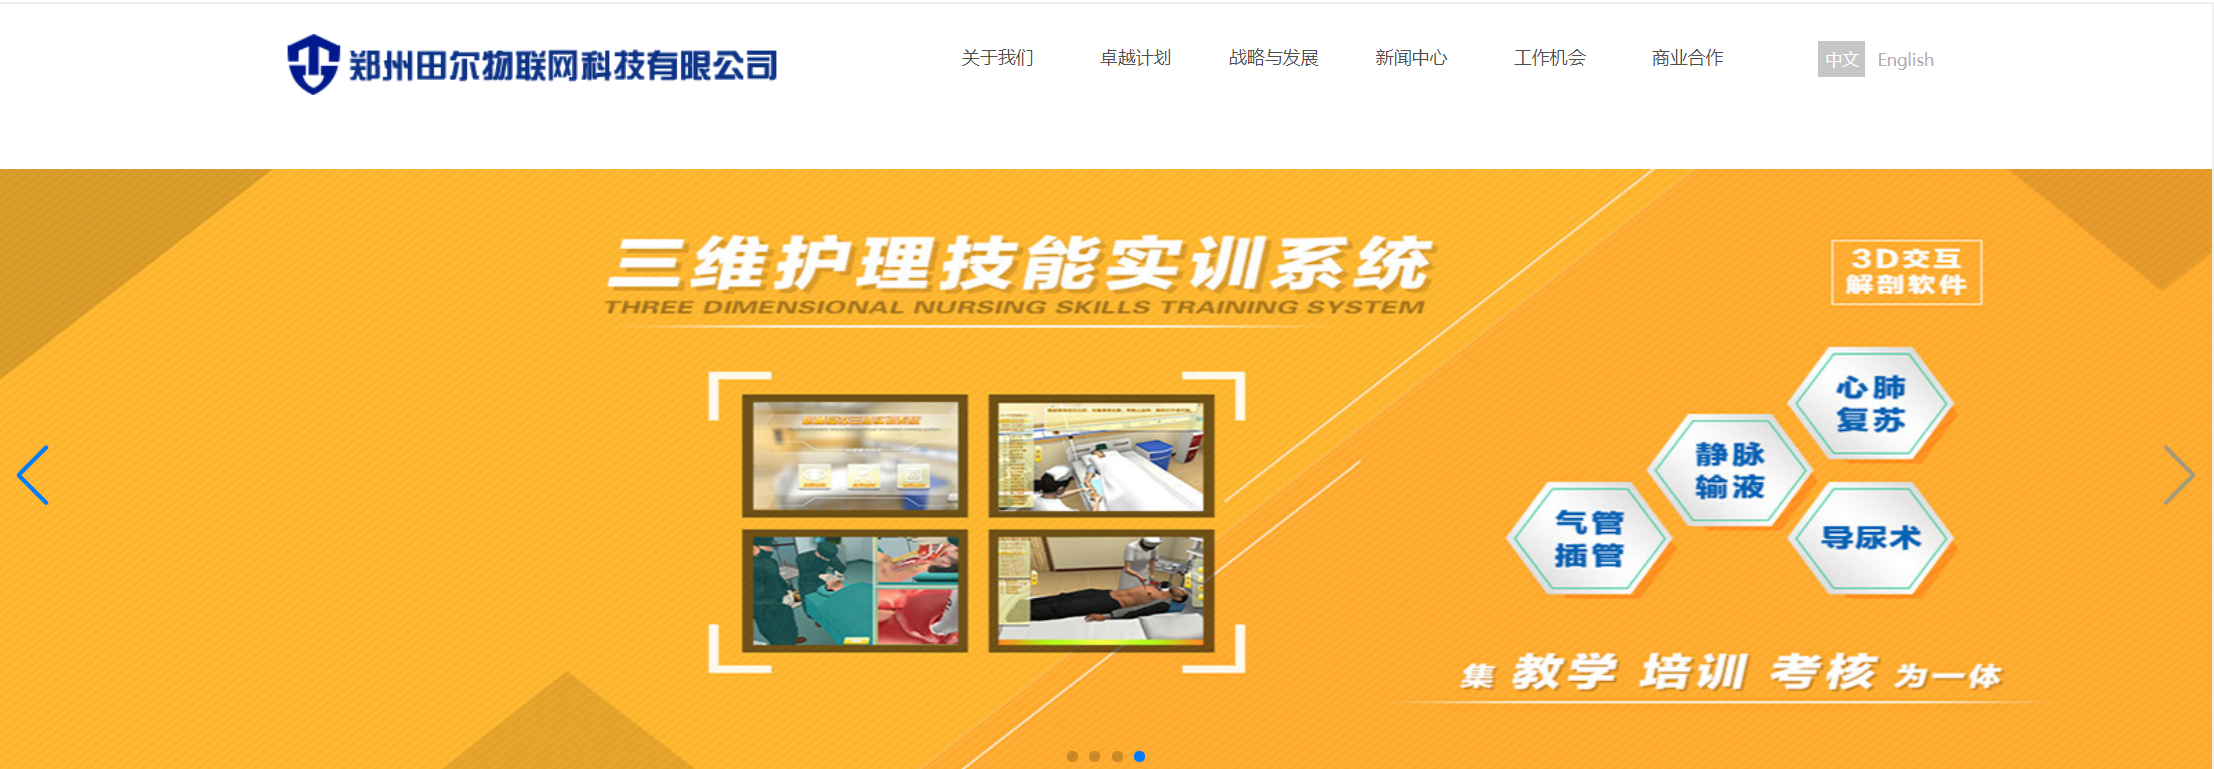 郑州田尔物联网科技有限公司
关于我们
卓越计划
战略与发展
新闻中心
工作机会
商业合作
中文
English
三维护理技能实训系统
THREE DIMENSIONAL NURSING SKILLS TRAINING SYSTEM
3D交互
解剖软件
心肺
复苏
静脉
输液
气管
插管
导尿术
集 教学 培训 考核 为一体